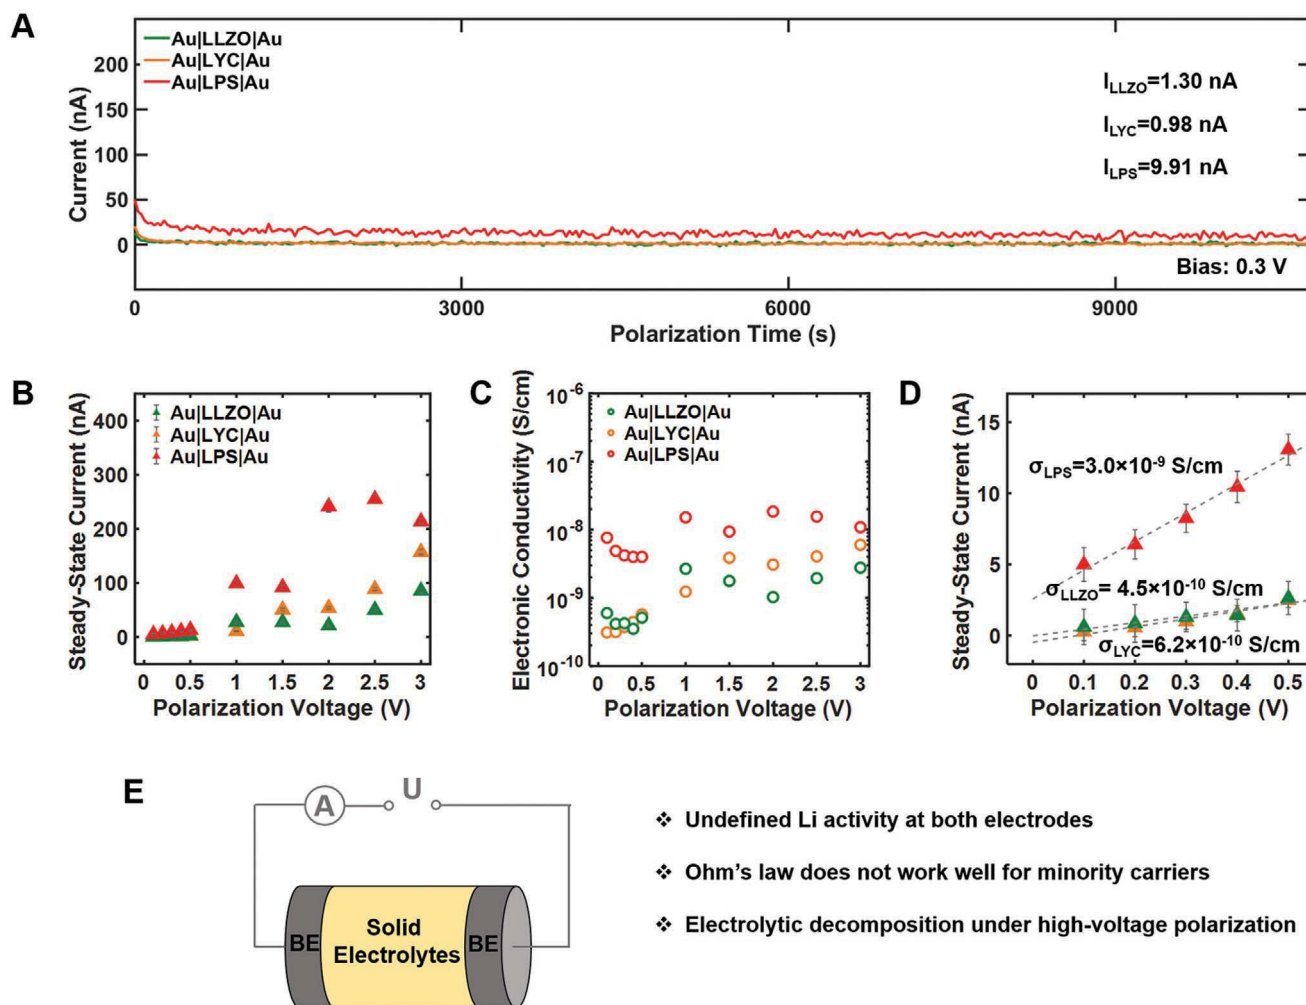 A
Au|LLZO|Au
Au|LYC|Au
Au|LPS|Au
Current (nA)
200
150
100
50
0
I_LLZO=1.30 nA
I_LYC=0.98 nA
I_LPS=9.91 nA
Bias: 0.3 V
0 3000 6000 9000
Polarization Time (s)
B
Steady-State Current (nA)
400
300
200
100
0
Au|LLZO|Au
Au|LYC|Au
Au|LPS|Au
0 0.5 1 1.5 2 2.5 3
Polarization Voltage (V)
C
Electronic Conductivity (S/cm)
10⁻⁶
10⁻⁷
10⁻⁸
10⁻⁹
10⁻¹⁰
Au|LLZO|Au
Au|LYC|Au
Au|LPS|Au
0 0.5 1 1.5 2 2.5 3
Polarization Voltage (V)
D
Steady-State Current (nA)
15
10
5
0
σ_LPS=3.0×10⁻⁹ S/cm
σ_LLZO= 4.5×10⁻¹⁰ S/cm
σ_LYC=6.2×10⁻¹⁰ S/cm
0 0.1 0.2 0.3 0.4 0.5
Polarization Voltage (V)
E
A
U
BE
Solid
Electrolytes
BE
❖ Undefined Li activity at both electrodes
❖ Ohm's law does not work well for minority carriers
❖ Electrolytic decomposition under high-voltage polarization